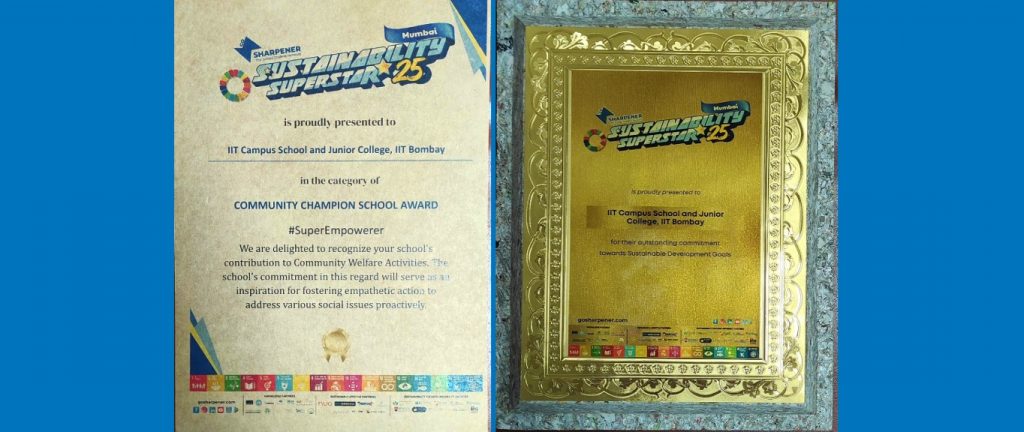 SHARPENER
Mumbai
SUSTAINABILITY
SUPERSTAR 25
is proudly presented to
IIT Campus School and Junior College, IIT Bombay
in the category of
COMMUNITY CHAMPION SCHOOL AWARD
#SuperEmpowerer
We are delighted to recognize your school's
contribution to Community Welfare Activities. The
school's commitment in this regard will serve as an
inspiration for fostering empathetic action to
address various social issues proactively.
gosharpener.com
SHARPENER
Mumbai
SUSTAINABILITY
SUPERSTAR 25
is proudly presented to
IIT Campus School and Junior
College, IIT Bombay
for their outstanding commitment
towards Sustainable Development Goals
gosharpener.com